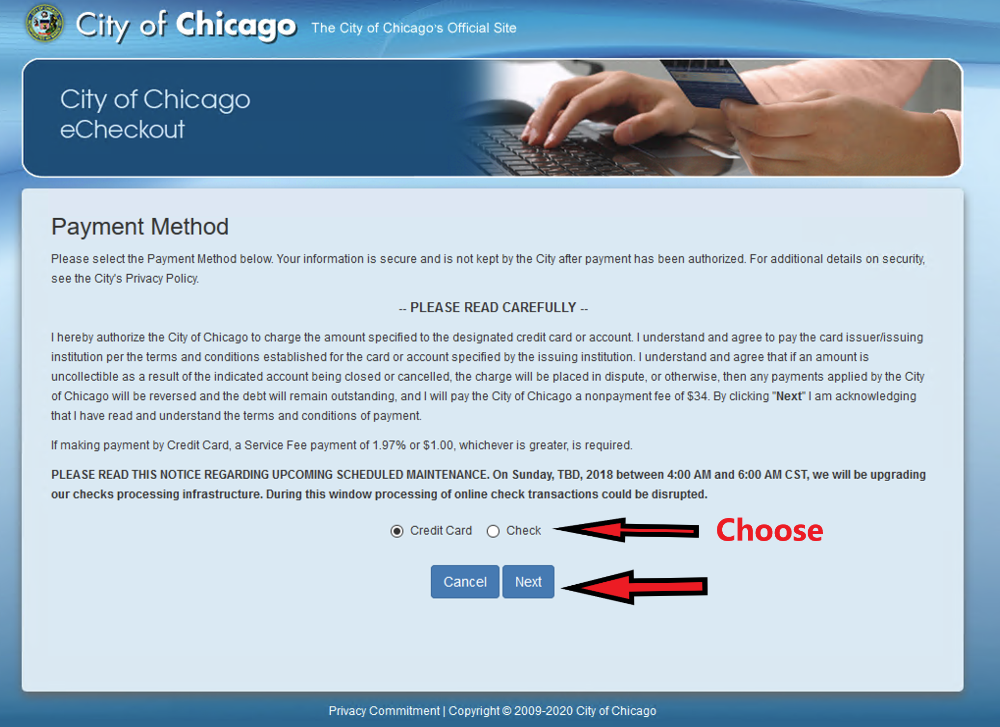 City of Chicago The City of Chicago's Official Site
City of Chicago
eCheckout
Payment Method
Please select the Payment Method below. Your information is secure and is not kept by the City after payment has been authorized. For additional details on security,
see the City's Privacy Policy.
-- PLEASE READ CAREFULLY --
I hereby authorize the City of Chicago to charge the amount specified to the designated credit card or account. I understand and agree to pay the card issuer/issuing
institution per the terms and conditions established for the card or account specified by the issuing institution. I understand and agree that if an amount is
uncollectible as a result of the indicated account being closed or cancelled, the charge will be placed in dispute, or otherwise, then any payments applied by the City
of Chicago will be reversed and the debt will remain outstanding, and I will pay the City of Chicago a nonpayment fee of $34. By clicking "Next" I am acknowledging
that I have read and understand the terms and conditions of payment.
If making payment by Credit Card, a Service Fee payment of 1.97% or $1.00, whichever is greater, is required.
PLEASE READ THIS NOTICE REGARDING UPCOMING SCHEDULED MAINTENANCE. On Sunday, TBD, 2018 between 4:00 AM and 6:00 AM CST, we will be upgrading
our checks processing infrastructure. During this window processing of online check transactions could be disrupted.
Credit Card Check Choose
Cancel Next
Privacy Commitment | Copyright © 2009-2020 City of Chicago